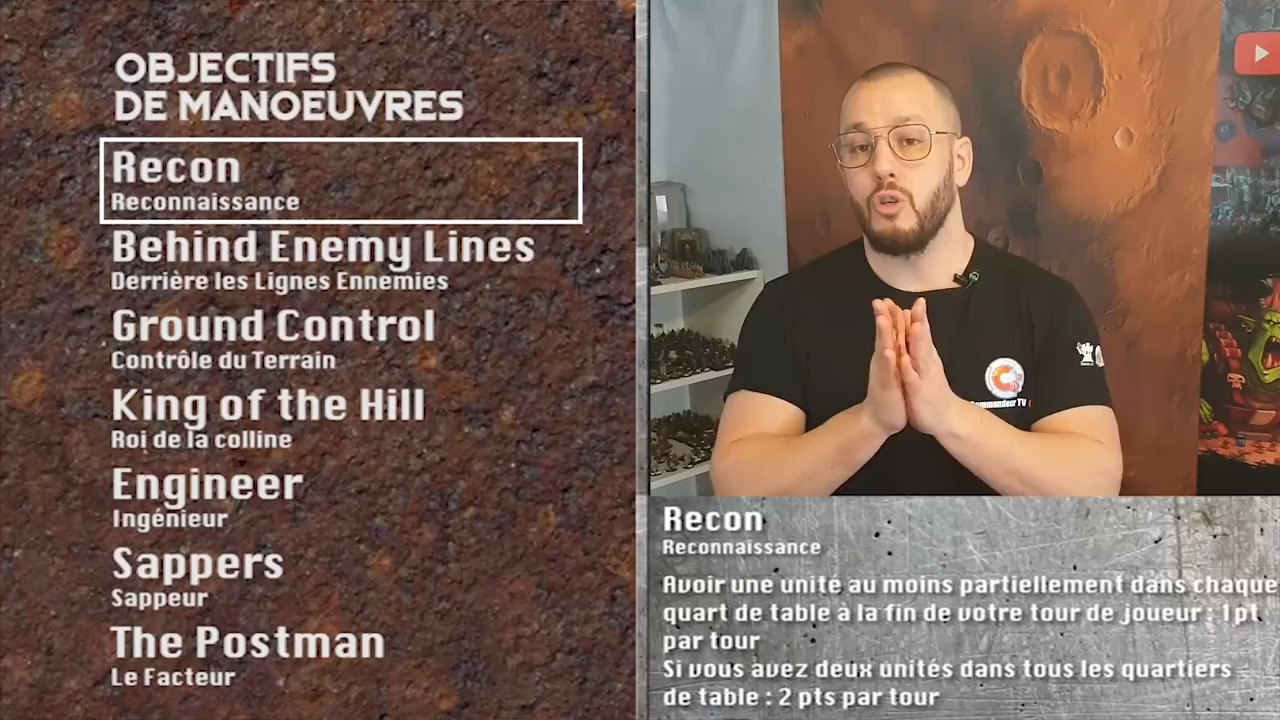 OBJECTIFS
DE MANOEUVRES
Recon
Reconnaissance
Behind Enemy Lines
Derrière les Lignes Ennemies
Ground Control
Contrôle du Terrain
King of the Hill
Roi de la colline
Engineer
Ingénieur
Sappers
Sappeur
The Postman
Le Facteur
Commandeur TV
Recon
Reconnaissance
Avoir une unité au moins partiellement dans chaque
quart de table à la fin de votre tour de joueur : 1pt
par tour
Si vous avez deux unités dans tous les quartiers
de table : 2 pts par tour